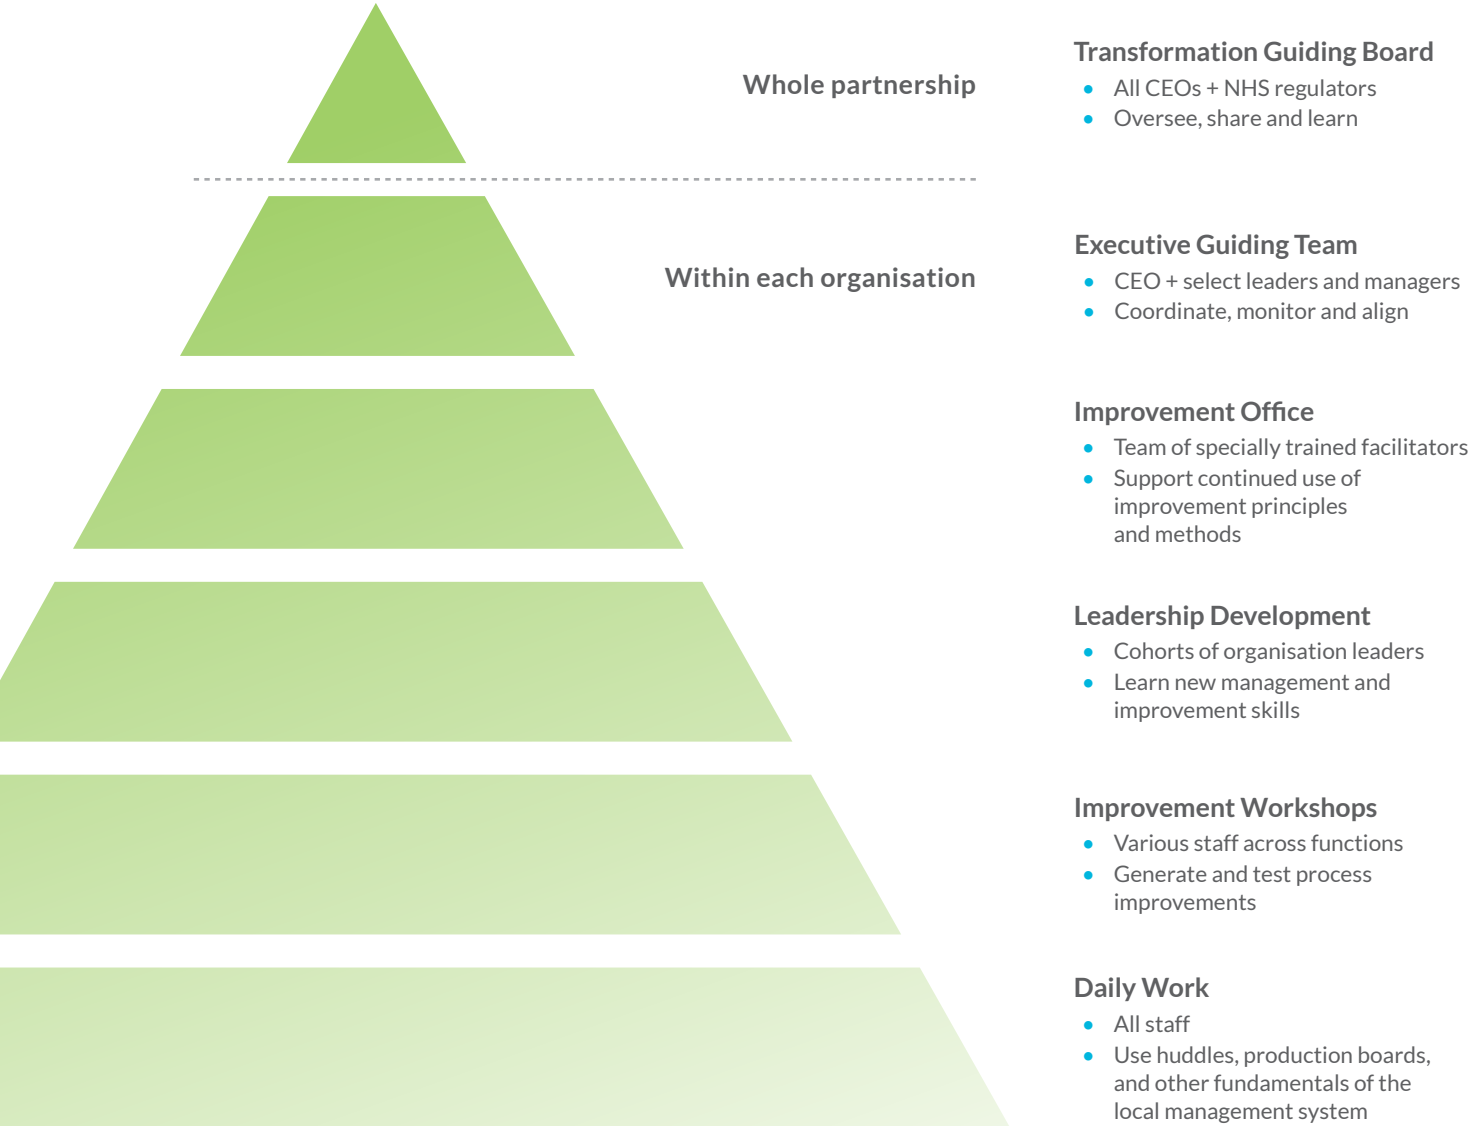 Whole partnership
Transformation Guiding Board
• All CEOs + NHS regulators
• Oversee, share and learn
Within each organisation
Executive Guiding Team
• CEO + select leaders and managers
• Coordinate, monitor and align
Improvement Office
• Team of specially trained facilitators
• Support continued use of
improvement principles
and methods
Leadership Development
• Cohorts of organisation leaders
• Learn new management and
improvement skills
Improvement Workshops
• Various staff across functions
• Generate and test process
improvements
Daily Work
• All staff
• Use huddles, production boards,
and other fundamentals of the
local management system